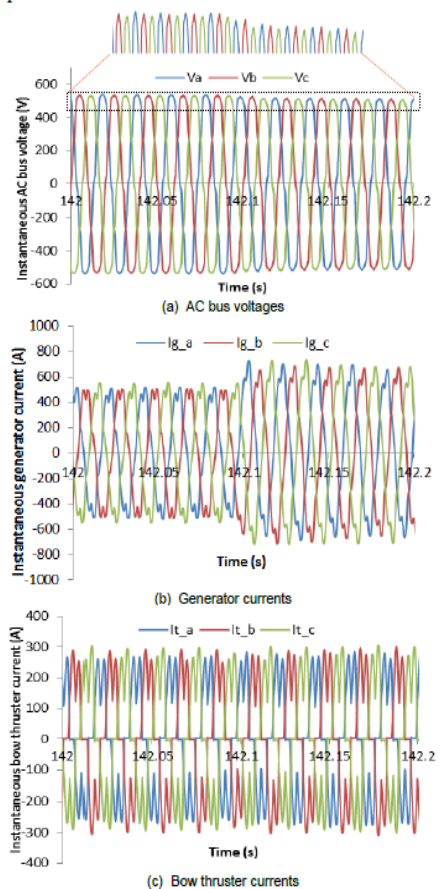 Va Vb Vc
Instantaneous AC bus voltage (V)
600
400
200
0
-200
-400
-600
142 142.05 142.1 142.15 142.2
Time (s)
(a) AC bus voltages
Ig_a Ig_b Ig_c
Instantaneous generator current (A)
1000
800
600
400
200
0
-200
-400
-600
-800
-1000
142 142.05 142.1 142.15 142.2
Time (s)
(b) Generator currents
It_a It_b It_c
Instantaneous bow thruster current (A)
400
300
200
100
0
-100
-200
-300
-400
142 142.05 142.1 142.15 142.2
Time (s)
(c) Bow thruster currents